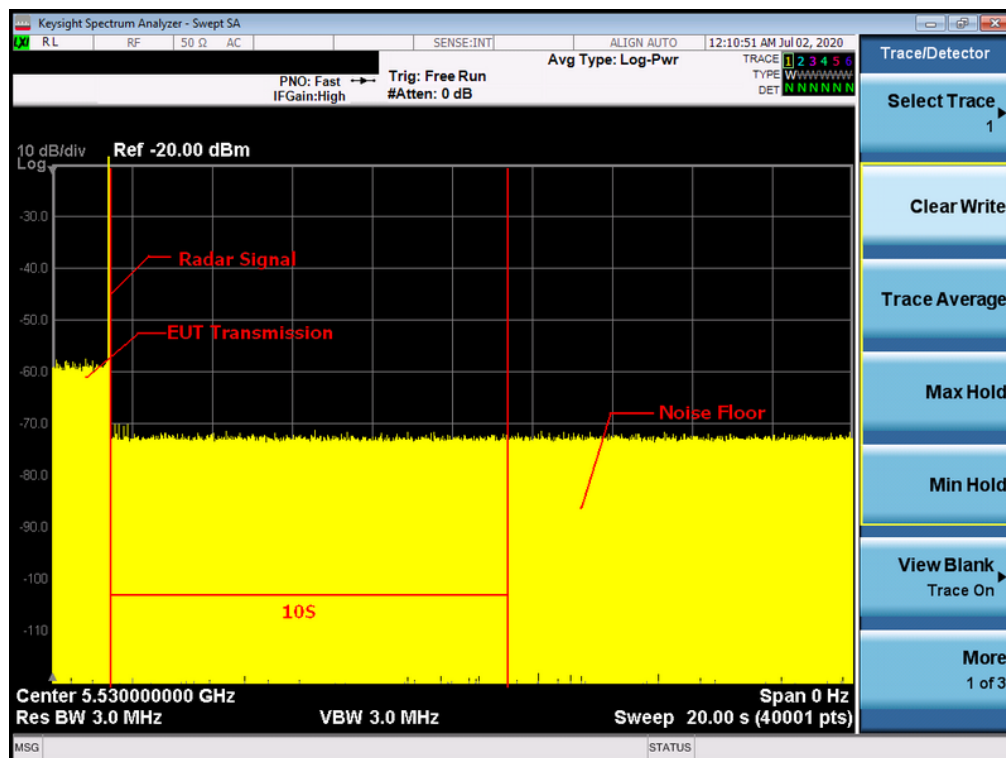 Keysight Spectrum Analyzer - Swept SA
LXI RL RF 50 Ω AC SENSE:INT ALIGN AUTO 12:10:51 AM Jul 02, 2020
Avg Type: Log-Pwr
TRACE 1 2 3 4 5 6
PNO: Fast Trig: Free Run
TYPE WWWWWW
IFGain:High #Atten: 0 dB
DET N N N N N N
10 dB/div Ref -20.00 dBm
Log
-30.0
-40.0
-50.0
-60.0
-70.0
-80.0
-90.0
-100
-110
Radar Signal
EUT Transmission
Noise Floor
10S
Center 5.530000000 GHz Span 0 Hz
Res BW 3.0 MHz VBW 3.0 MHz Sweep 20.00 s (40001 pts)
MSG STATUS
Trace/Detector
Select Trace
1
Clear Write
Trace Average
Max Hold
Min Hold
View Blank
Trace On
More
1 of 3